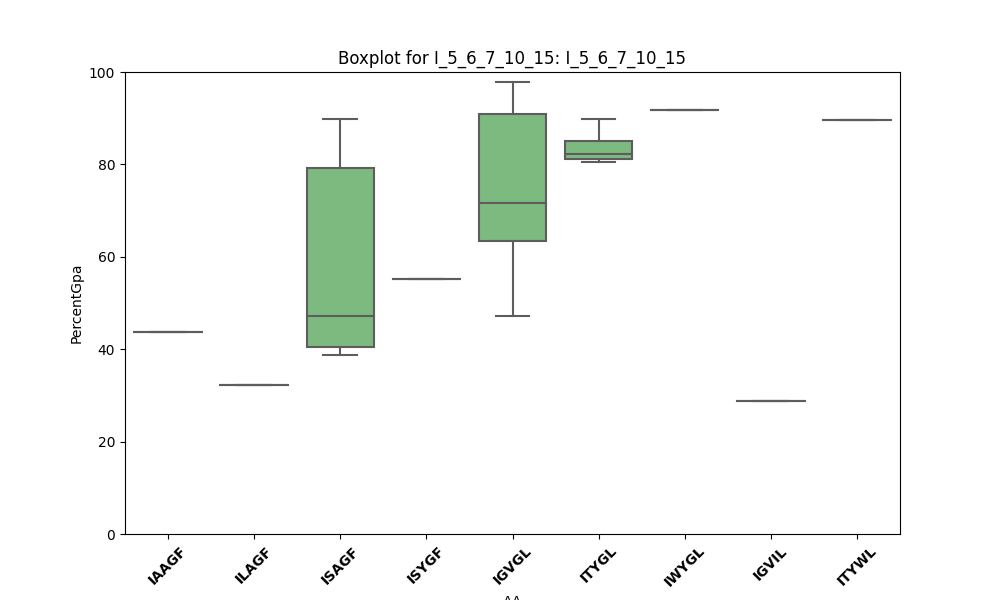 Boxplot for I_5_6_7_10_15: I_5_6_7_10_15
100
80
60
40
20
0
PercentGpa
IAAGF
ILAGF
ISAGF
ISYGF
IGVGL
ITYGL
IWYGL
IGVIL
ITYWL
AA